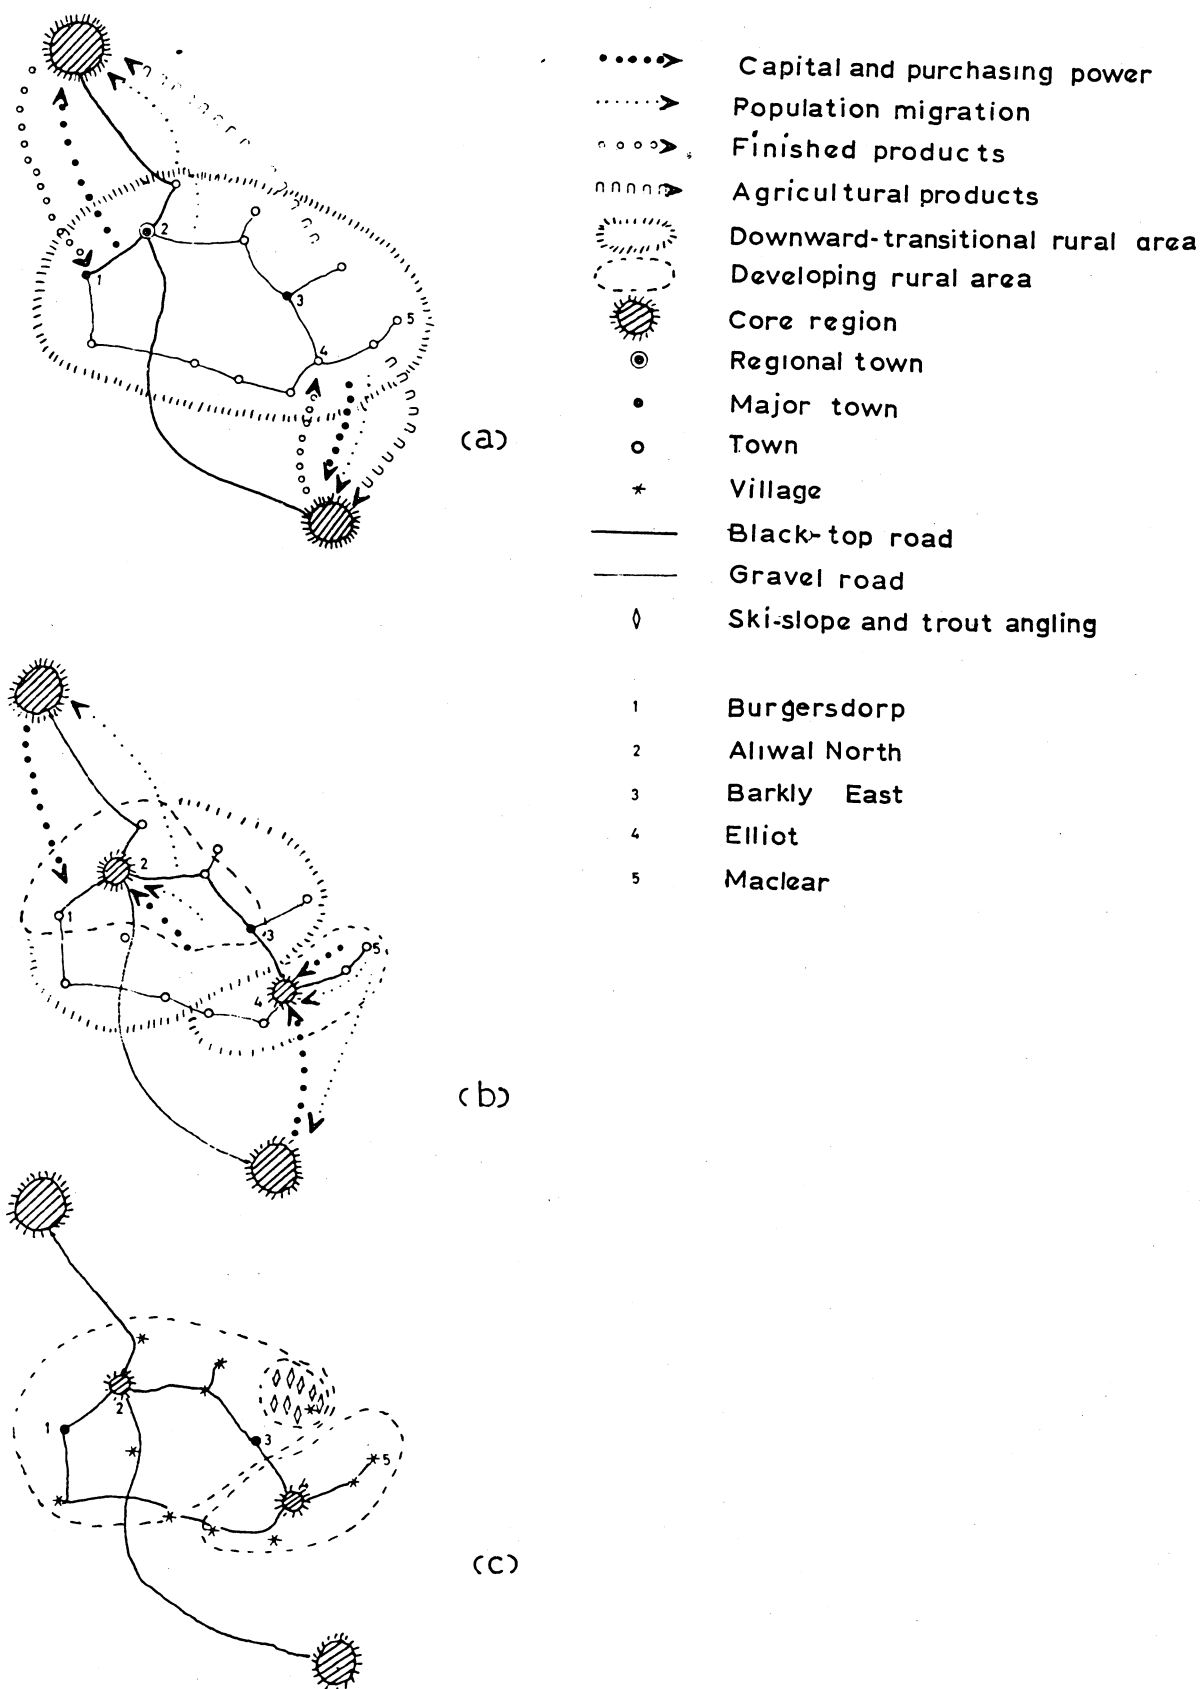 Capital and purchasing power
Population migration
Finished products
Agricultural products
Downward-transitional rural area
Developing rural area
Core region
Regional town
Major town
Town
Village
Black-top road
Gravel road
Ski-slope and trout angling
1 Burgersdorp
2 Aliwal North
3 Barkly East
4 Elliot
5 Maclear
2
1
3
5
4
(a)
2
1
3
5
4
(b)
2
1
3
5
4
(c)